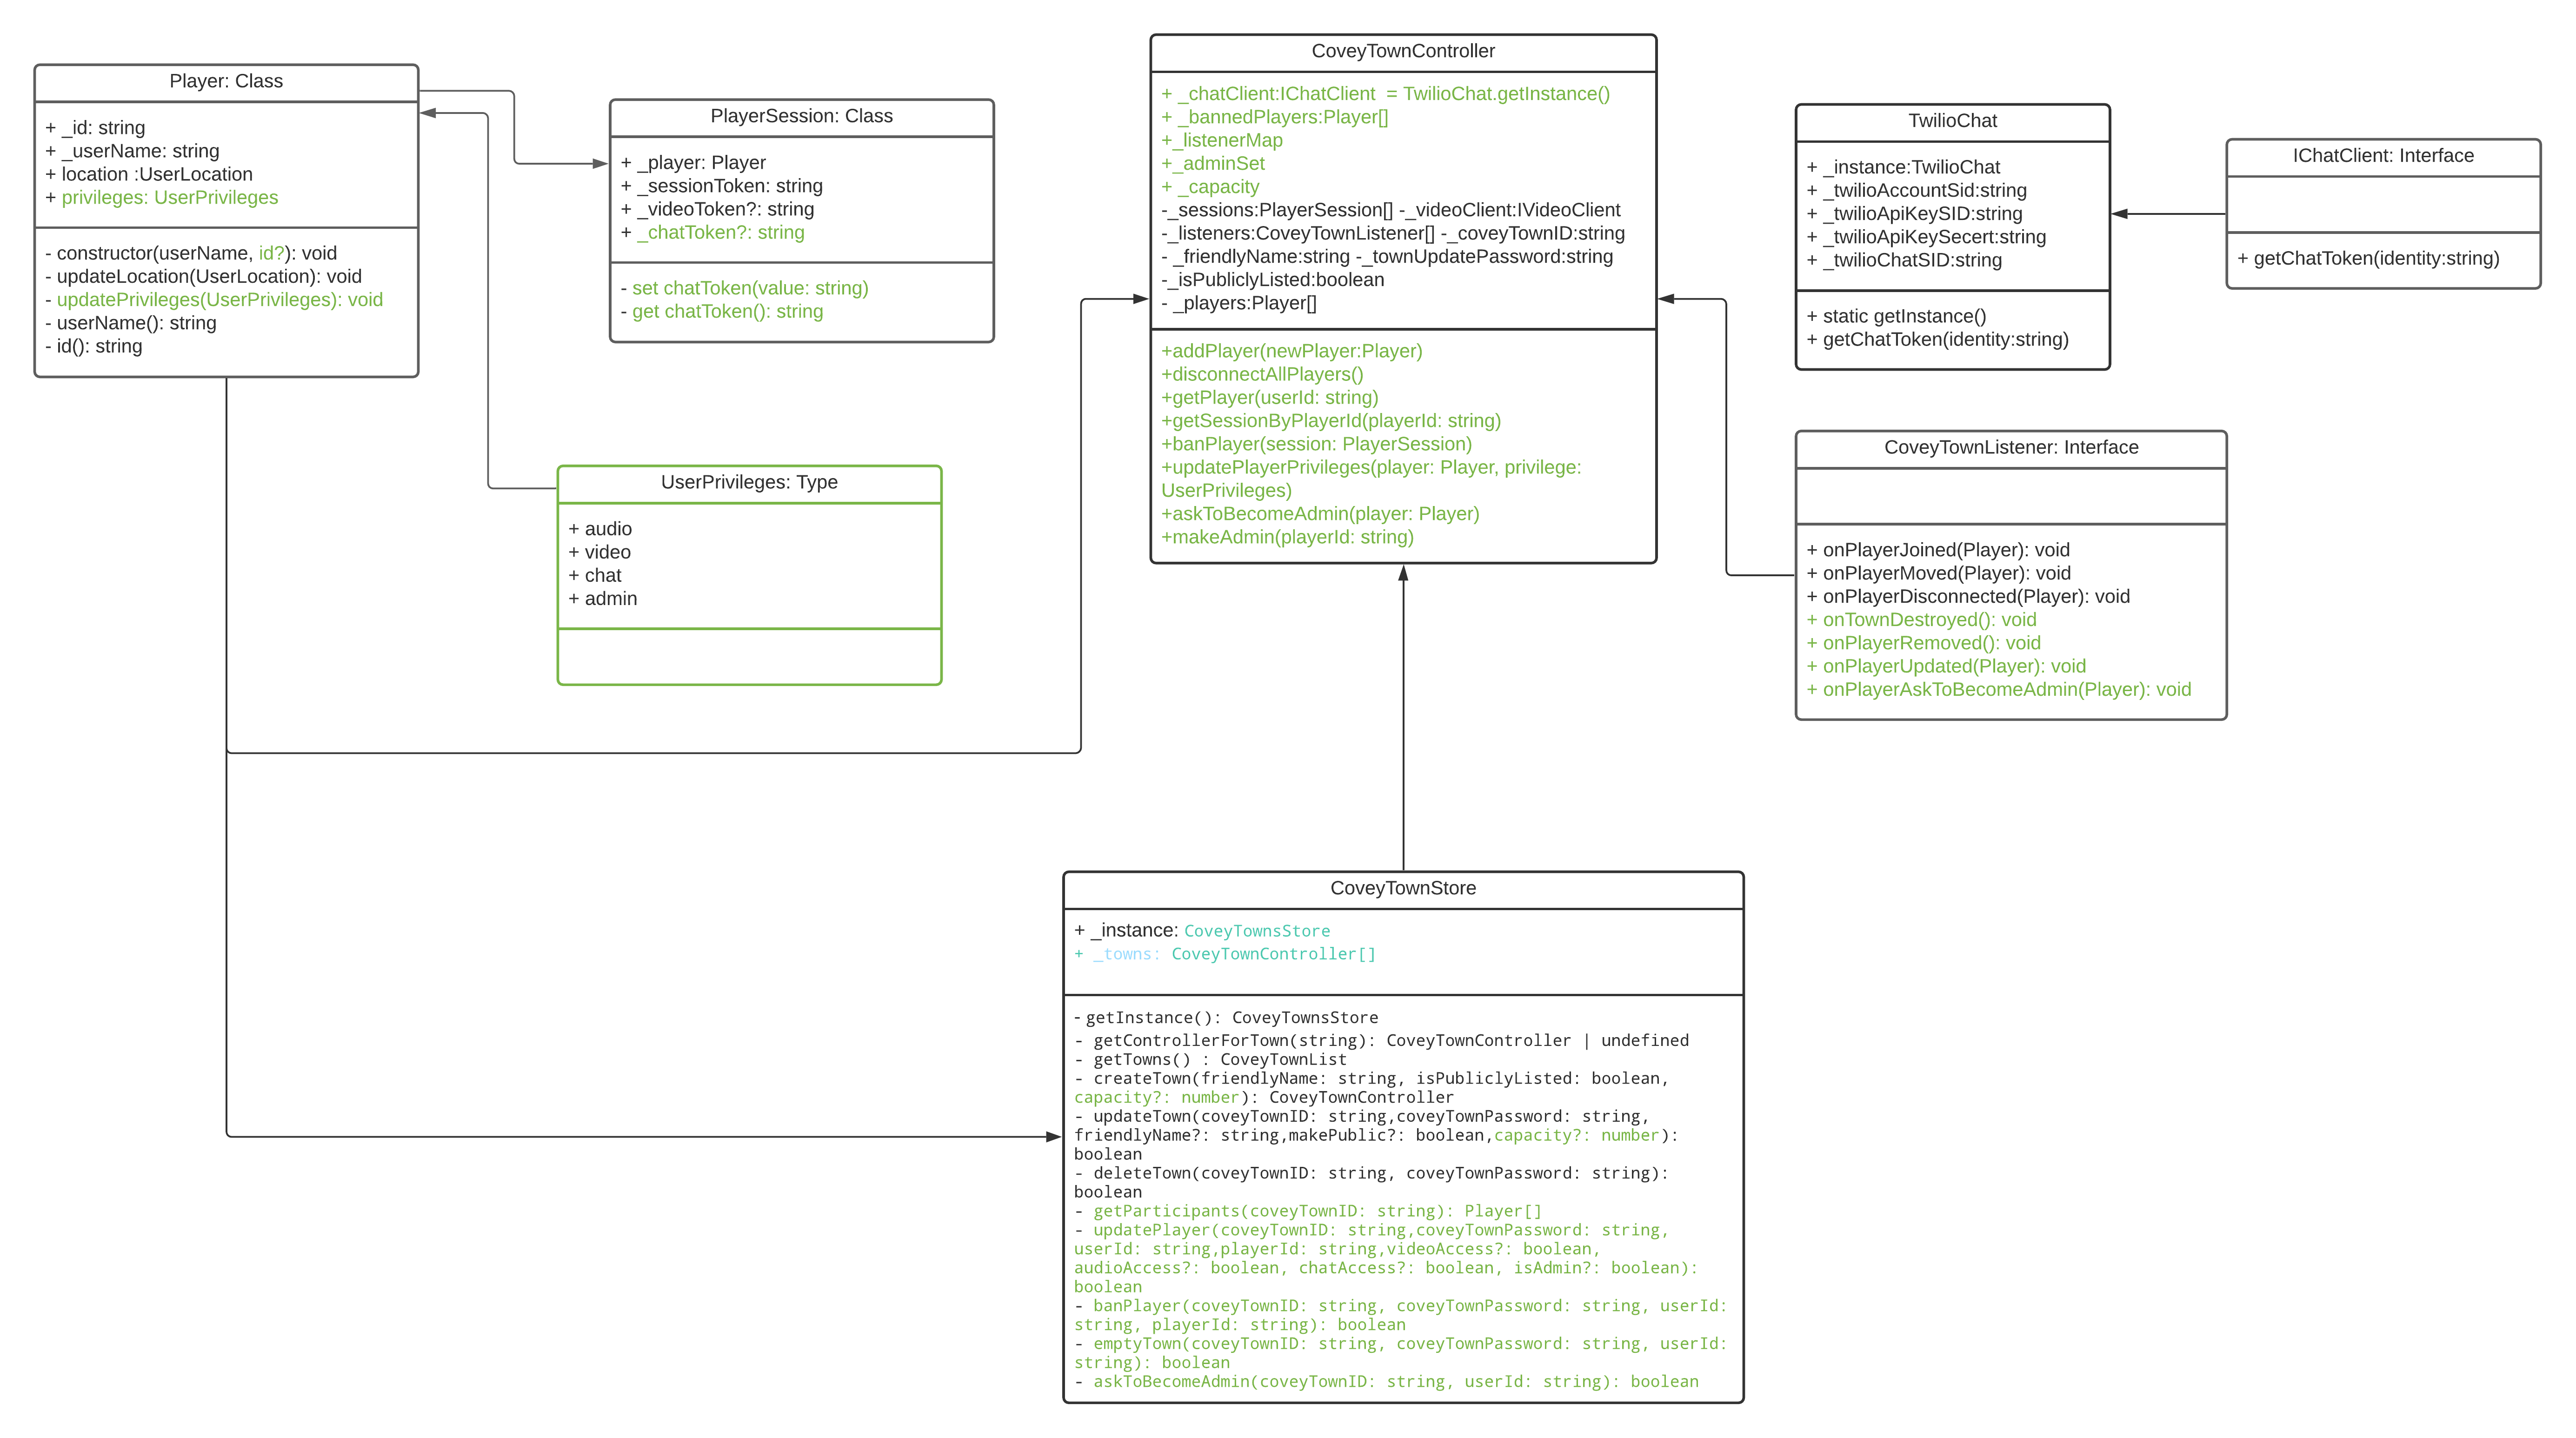 Player: Class
+ _id: string
+ _userName: string
+ location :UserLocation
+ privileges: UserPrivileges
- constructor(userName, id?): void
- updateLocation(UserLocation): void
- updatePrivileges(UserPrivileges): void
- userName(): string
- id(): string
PlayerSession: Class
+ _player: Player
+ _sessionToken: string
+ _videoToken?: string
+ _chatToken?: string
- set chatToken(value: string)
- get chatToken(): string
UserPrivileges: Type
+ audio
+ video
+ chat
+ admin
CoveyTownController
+ _chatClient:IChatClient  = TwilioChat.getInstance()
+ _bannedPlayers:Player[]
+_listenerMap
+_adminSet
+ _capacity
-_sessions:PlayerSession[] -_videoClient:IVideoClient
-_listeners:CoveyTownListener[] -_coveyTownID:string
- _friendlyName:string -_townUpdatePassword:string
-_isPubliclyListed:boolean
- _players:Player[]
+addPlayer(newPlayer:Player)
+disconnectAllPlayers()
+getPlayer(userId: string)
+getSessionByPlayerId(playerId: string)
+banPlayer(session: PlayerSession)
+updatePlayerPrivileges(player: Player, privilege:
UserPrivileges)
+askToBecomeAdmin(player: Player)
+makeAdmin(playerId: string)
TwilioChat
+ _instance:TwilioChat
+ _twilioAccountSid:string
+ _twilioApiKeySID:string
+ _twilioApiKeySecert:string
+ _twilioChatSID:string
+ static getInstance()
+ getChatToken(identity:string)
IChatClient: Interface
+ getChatToken(identity:string)
CoveyTownListener: Interface
+ onPlayerJoined(Player): void
+ onPlayerMoved(Player): void
+ onPlayerDisconnected(Player): void
+ onTownDestroyed(): void
+ onPlayerRemoved(): void
+ onPlayerUpdated(Player): void
+ onPlayerAskToBecomeAdmin(Player): void
CoveyTownStore
+ _instance: CoveyTownsStore
+ _towns: CoveyTownController[]
- getInstance(): CoveyTownsStore
- getControllerForTown(string): CoveyTownController | undefined
- getTowns() : CoveyTownList
- createTown(friendlyName: string, isPubliclyListed: boolean,
capacity?: number): CoveyTownController
- updateTown(coveyTownID: string,coveyTownPassword: string,
friendlyName?: string,makePublic?: boolean,capacity?: number):
boolean
- deleteTown(coveyTownID: string, coveyTownPassword: string):
boolean
- getParticipants(coveyTownID: string): Player[]
- updatePlayer(coveyTownID: string,coveyTownPassword: string,
userId: string,playerId: string,videoAccess?: boolean,
audioAccess?: boolean, chatAccess?: boolean, isAdmin?: boolean):
boolean
- banPlayer(coveyTownID: string, coveyTownPassword: string, userId:
string, playerId: string): boolean
- emptyTown(coveyTownID: string, coveyTownPassword: string, userId:
string): boolean
- askToBecomeAdmin(coveyTownID: string, userId: string): boolean